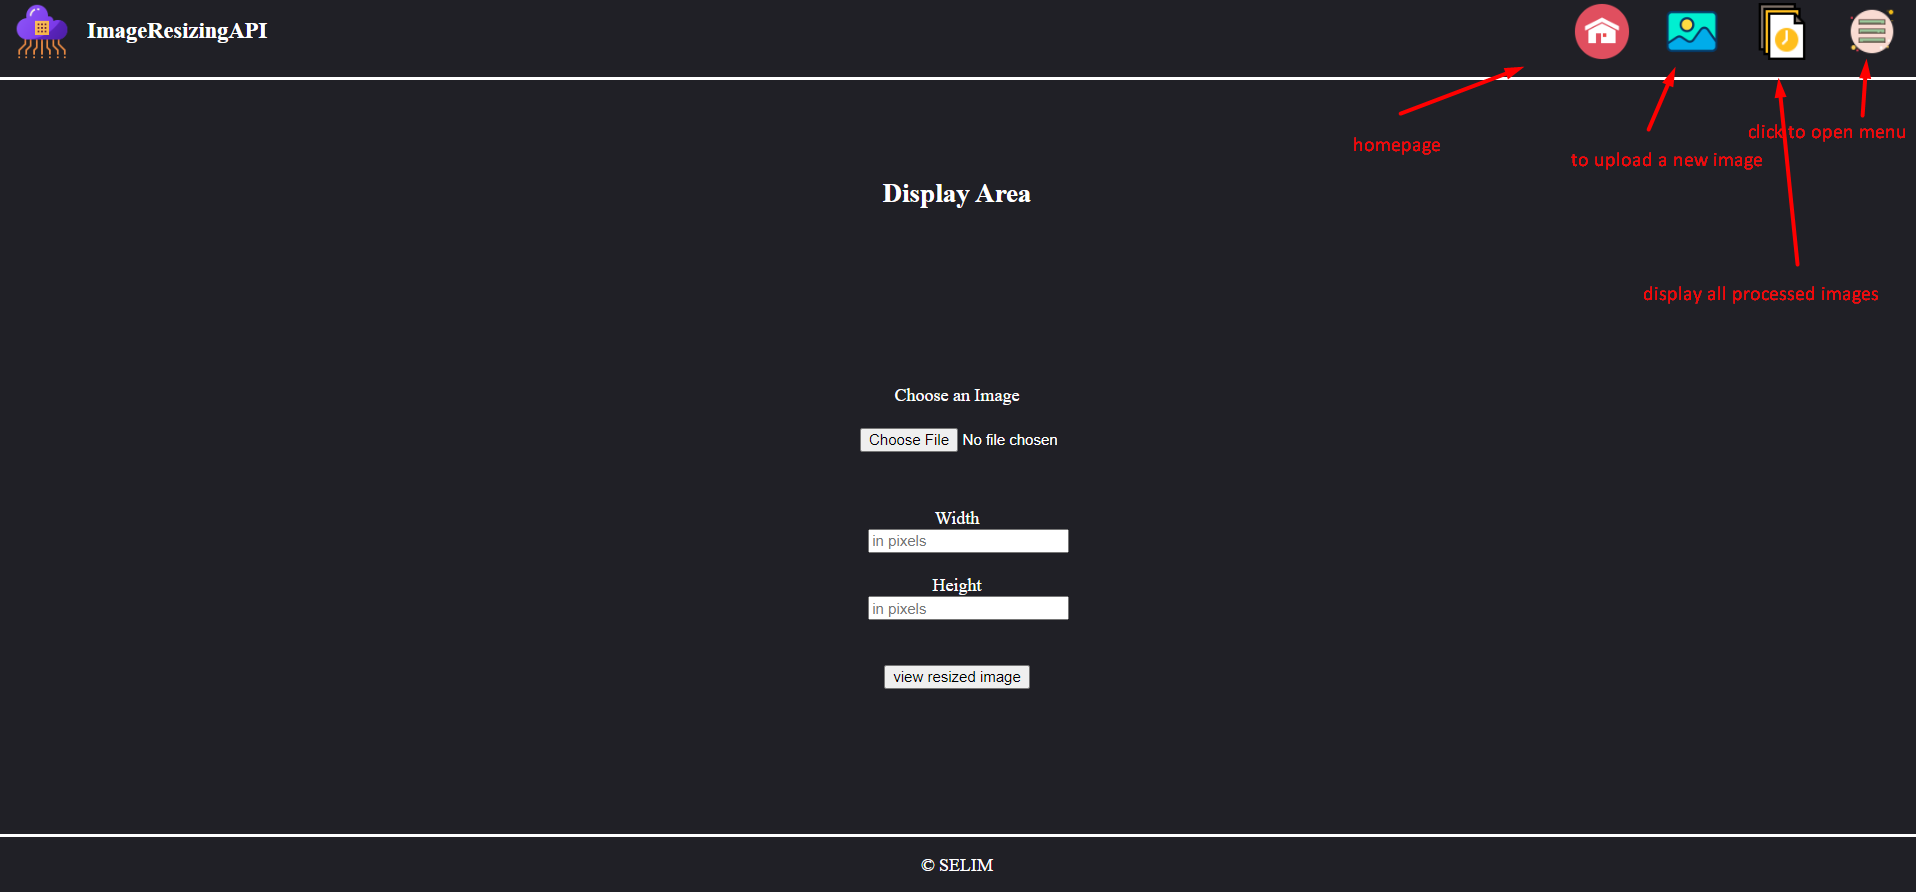 ImageResizingAPI
homepage
to upload a new image
click to open menu
display all processed images
Display Area
Choose an Image
Choose File No file chosen
Width
in pixels
Height
in pixels
view resized image
© SELIM